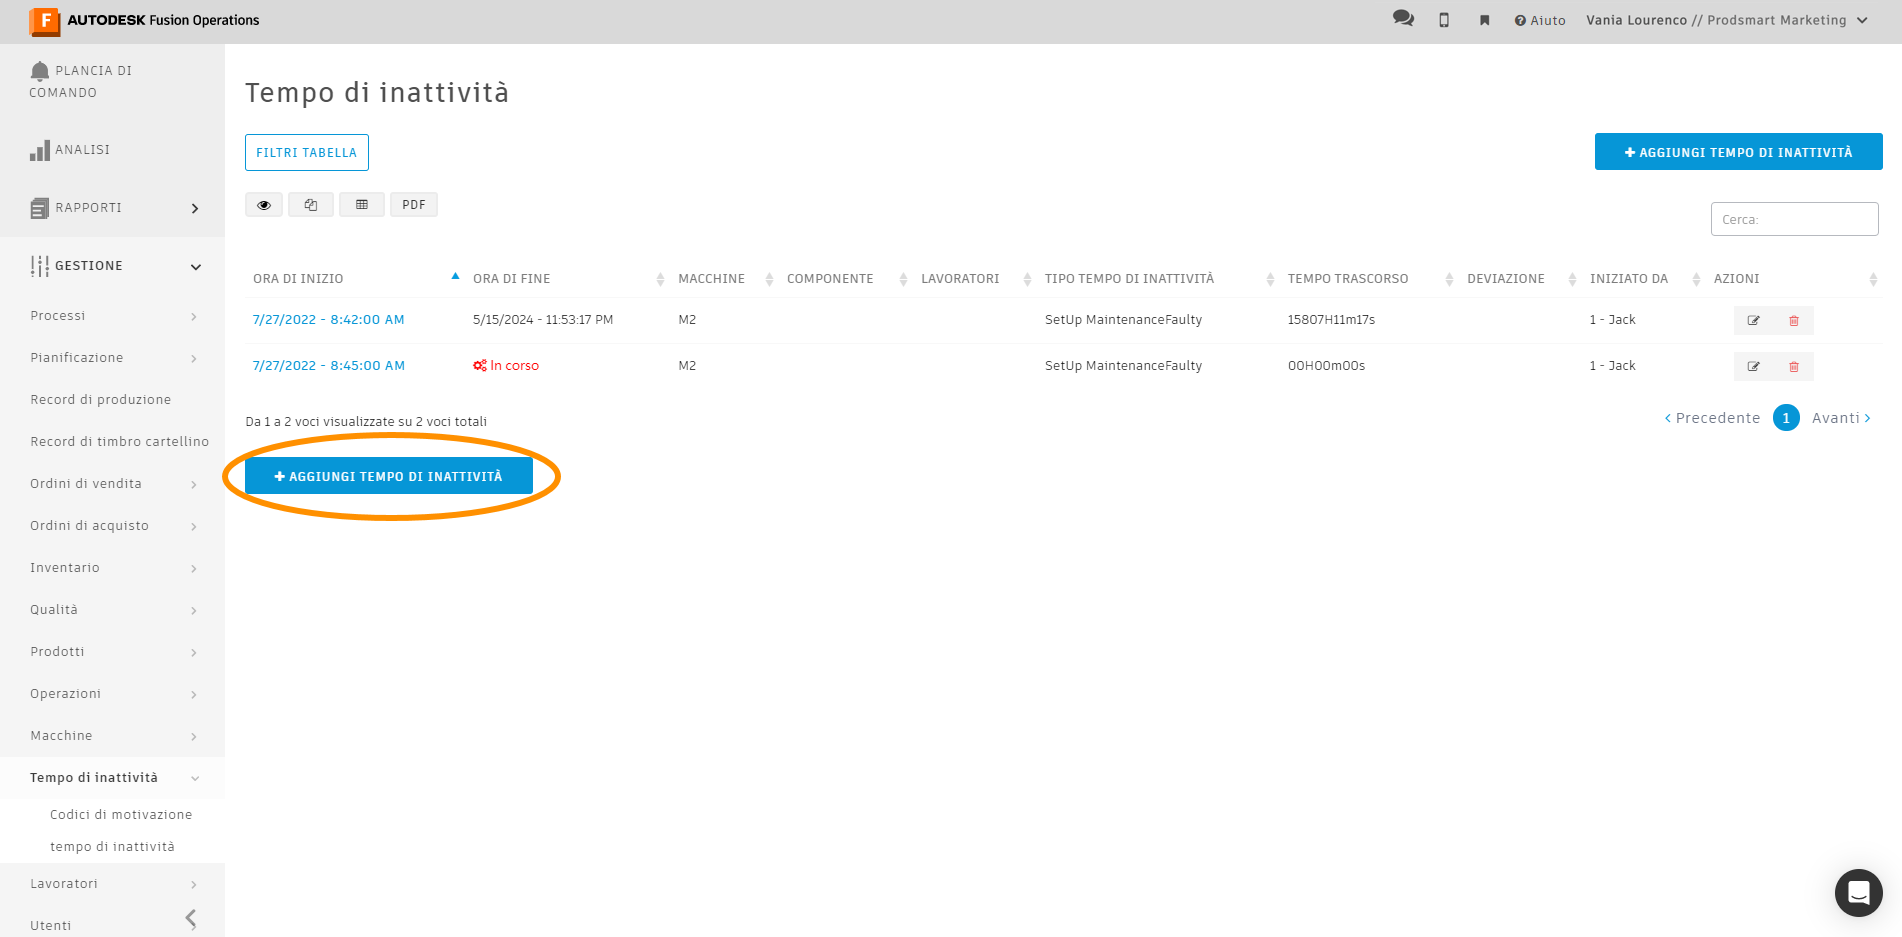 AUTODESK Fusion Operations
Aiuto
Vania Lourenco // Prodsmart Marketing
PLANCIA DI
COMANDO
ANALISI
RAPPORTI
GESTIONE
Processi
Pianificazione
Record di produzione
Record di timbro cartellino
Ordini di vendita
Ordini di acquisto
Inventario
Qualità
Prodotti
Operazioni
Macchine
Tempo di inattività
Codici di motivazione
tempo di inattività
Lavoratori
Utenti
Tempo di inattività
FILTRI TABELLA
+ AGGIUNGI TEMPO DI INATTIVITÀ
PDF
Cerca:
ORA DI INIZIO ORA DI FINE MACCHINE COMPONENTE LAVORATORI TIPO TEMPO DI INATTIVITÀ TEMPO TRASCORSO DEVIAZIONE INIZIATO DA AZIONI
7/27/2022 - 8:42:00 AM 5/15/2024 - 11:53:17 PM M2 SetUp MaintenanceFaulty 15807H11m17s 1 - Jack
7/27/2022 - 8:45:00 AM In corso M2 SetUp MaintenanceFaulty 00H00m00s 1 - Jack
Da 1 a 2 voci visualizzate su 2 voci totali
< Precedente 1 Avanti >
+ AGGIUNGI TEMPO DI INATTIVITÀ